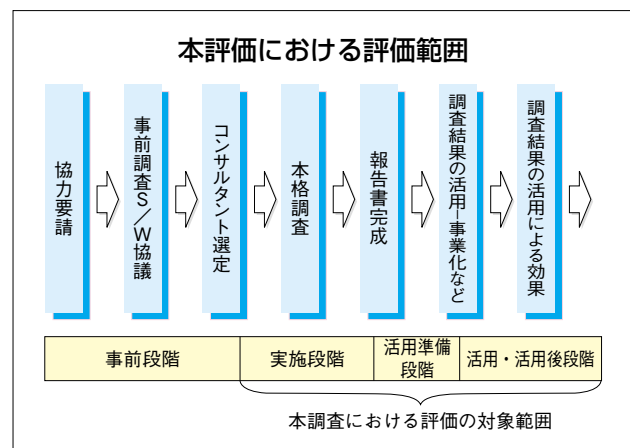 本評価における評価範囲
協力要請
事前調査S／W協議
コンサルタント選定
本格調査
報告書完成
調査結果の活用−事業化など
調査結果の活用による効果
事前段階
実施段階
活用準備
段階
活用・活用後段階
本調査における評価の対象範囲